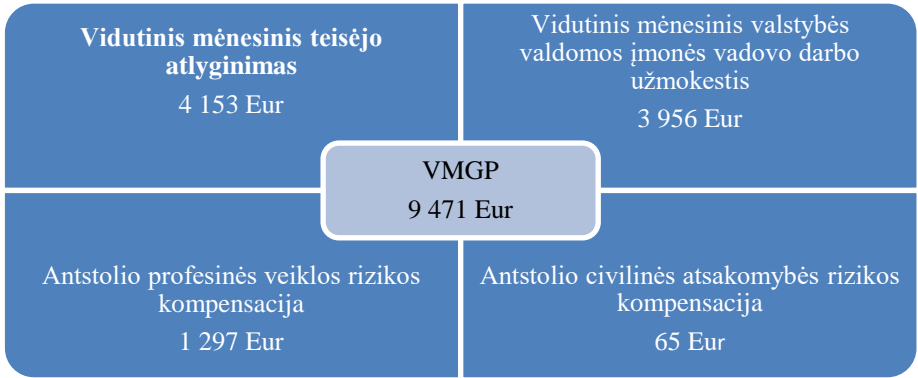 Vidutinis mėnesinis teisėjo
atlyginimas
4 153 Eur
Vidutinis mėnesinis valstybės
valdomos įmonės vadovo darbo
užmokestis
3 956 Eur
VMGP
9 471 Eur
Antstolio profesinės veiklos rizikos
kompensacija
1 297 Eur
Antstolio civilinės atsakomybės rizikos
kompensacija
65 Eur